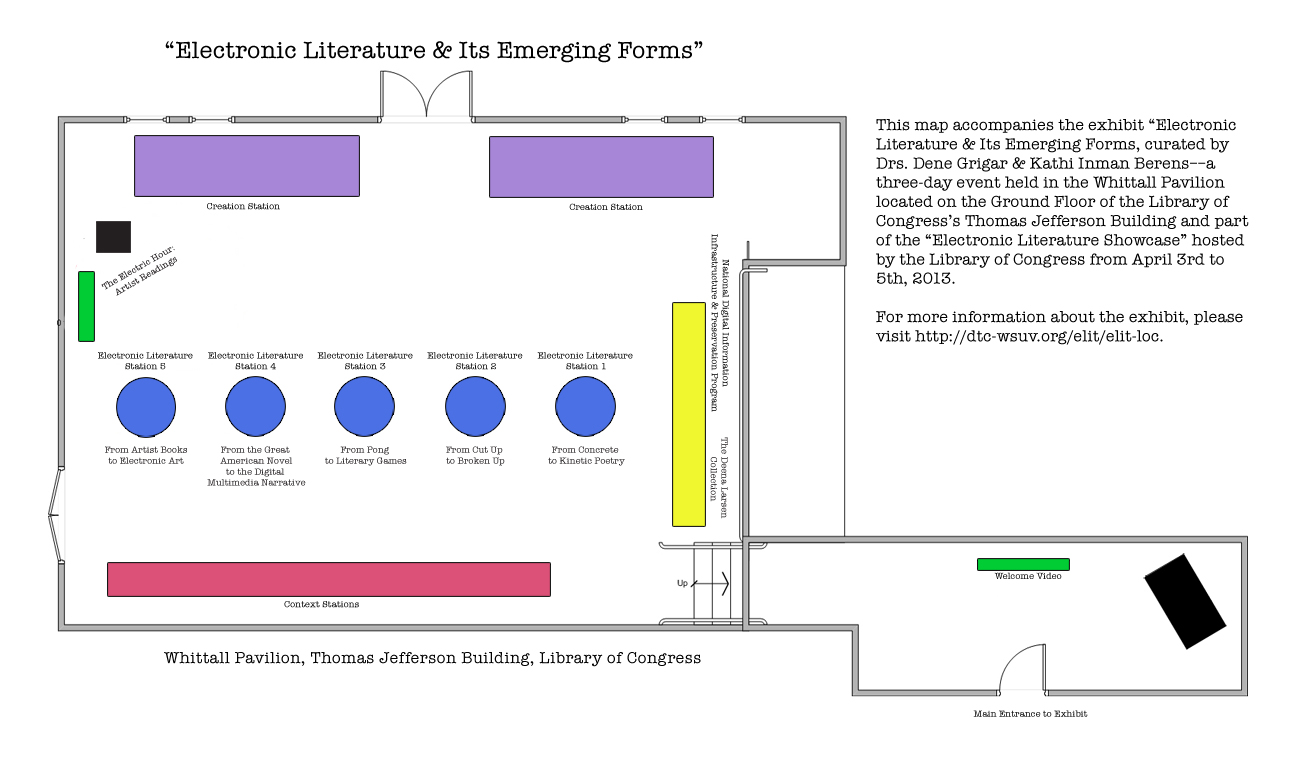 “Electronic Literature & Its Emerging Forms”
This map accompanies the exhibit “Electronic
Literature & Its Emerging Forms, curated by
Drs. Dene Grigar & Kathi Inman Berens––a
three-day event held in the Whittall Pavilion
located on the Ground Floor of the Library of
Congress’s Thomas Jefferson Building and part
of the “Electronic Literature Showcase” hosted
by the Library of Congress from April 3rd to
5th, 2013.
For more information about the exhibit, please
visit http://dtc-wsuv.org/elit/elit-loc.
Creation Station
Creation Station
The Electric Hour:
Artist Readings
National Digital Information
Infrastructure & Preservation Program
The Deena Larsen
Collection
Electronic Literature
Station 5
Electronic Literature
Station 4
Electronic Literature
Station 3
Electronic Literature
Station 2
Electronic Literature
Station 1
From Artist Books
to Electronic Art
From the Great
American Novel
to the Digital
Multimedia Narrative
From Pong
to Literary Games
From Cut Up
to Broken Up
From Concrete
to Kinetic Poetry
Up
Context Stations
Welcome Video
Whittall Pavilion, Thomas Jefferson Building, Library of Congress
Main Entrance to Exhibit